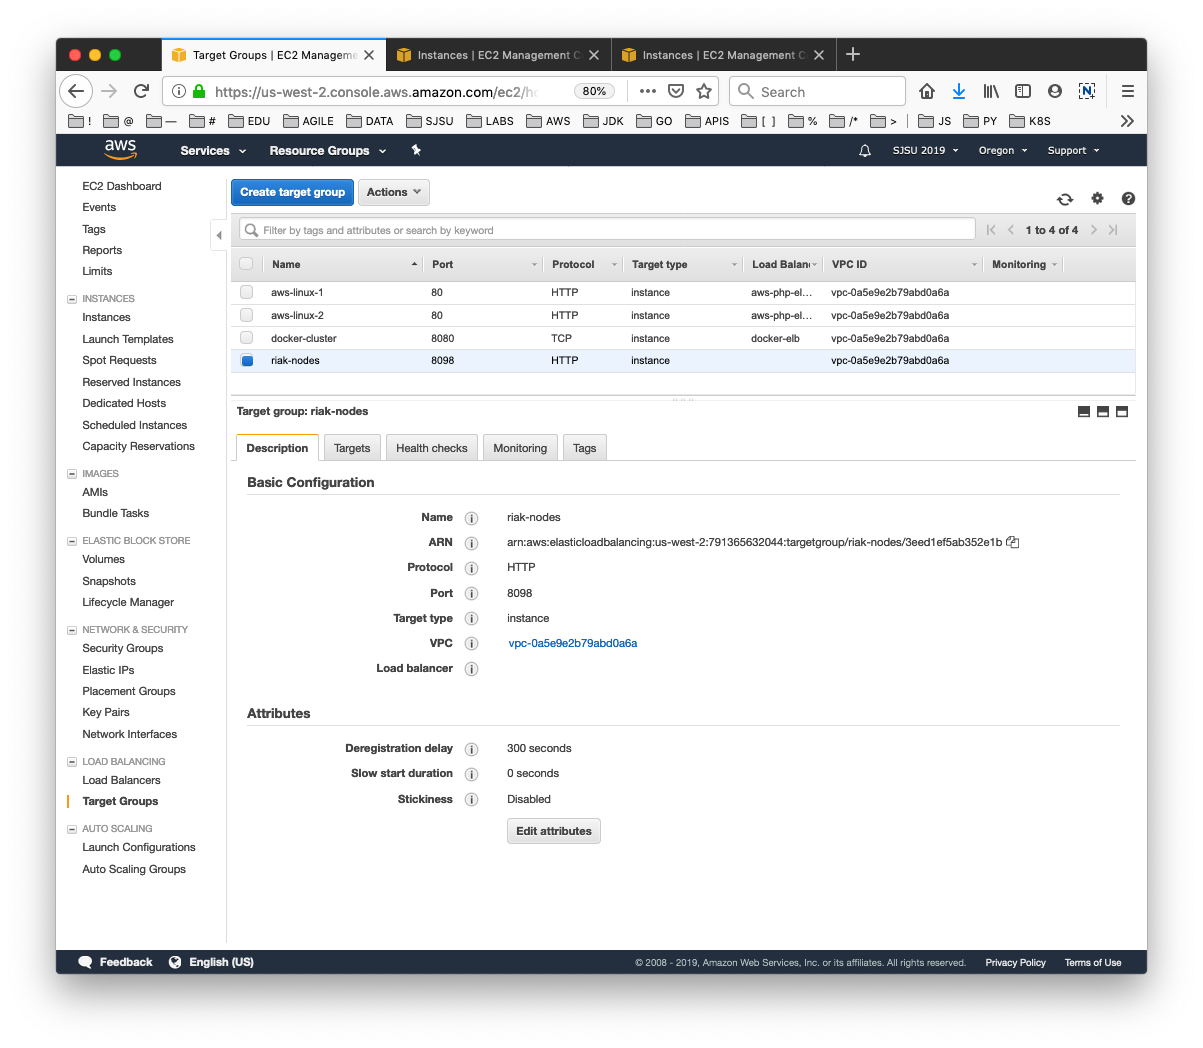 Target Groups | EC2 Manageme
Instances | EC2 Management C
Instances | EC2 Management C
https://us-west-2.console.aws.amazon.com/ec2/h
80%
Search
!
@
—
#
EDU
AGILE
DATA
SJSU
LABS
AWS
JDK
GO
APIS
[ ]
%
/*
>
JS
PY
K8S
aws
Services
Resource Groups
SJSU 2019
Oregon
Support
EC2 Dashboard
Events
Tags
Reports
Limits
INSTANCES
Instances
Launch Templates
Spot Requests
Reserved Instances
Dedicated Hosts
Scheduled Instances
Capacity Reservations
IMAGES
AMIs
Bundle Tasks
ELASTIC BLOCK STORE
Volumes
Snapshots
Lifecycle Manager
NETWORK & SECURITY
Security Groups
Elastic IPs
Placement Groups
Key Pairs
Network Interfaces
LOAD BALANCING
Load Balancers
Target Groups
AUTO SCALING
Launch Configurations
Auto Scaling Groups
Create target group
Actions
Filter by tags and attributes or search by keyword
1 to 4 of 4
Name Port Protocol Target type Load Balan VPC ID Monitoring
aws-linux-1 80 HTTP instance aws-php-el... vpc-0a5e9e2b79abd0a6a
aws-linux-2 80 HTTP instance aws-php-el... vpc-0a5e9e2b79abd0a6a
docker-cluster 8080 TCP instance docker-elb vpc-0a5e9e2b79abd0a6a
riak-nodes 8098 HTTP instance vpc-0a5e9e2b79abd0a6a
Target group: riak-nodes
Description
Targets
Health checks
Monitoring
Tags
Basic Configuration
Name riak-nodes
ARN arn:aws:elasticloadbalancing:us-west-2:791365632044:targetgroup/riak-nodes/3eed1ef5ab352e1b
Protocol HTTP
Port 8098
Target type instance
VPC vpc-0a5e9e2b79abd0a6a
Load balancer
Attributes
Deregistration delay 300 seconds
Slow start duration 0 seconds
Stickiness Disabled
Edit attributes
Feedback
English (US)
© 2008 - 2019, Amazon Web Services, Inc. or its affiliates. All rights reserved.
Privacy Policy
Terms of Use